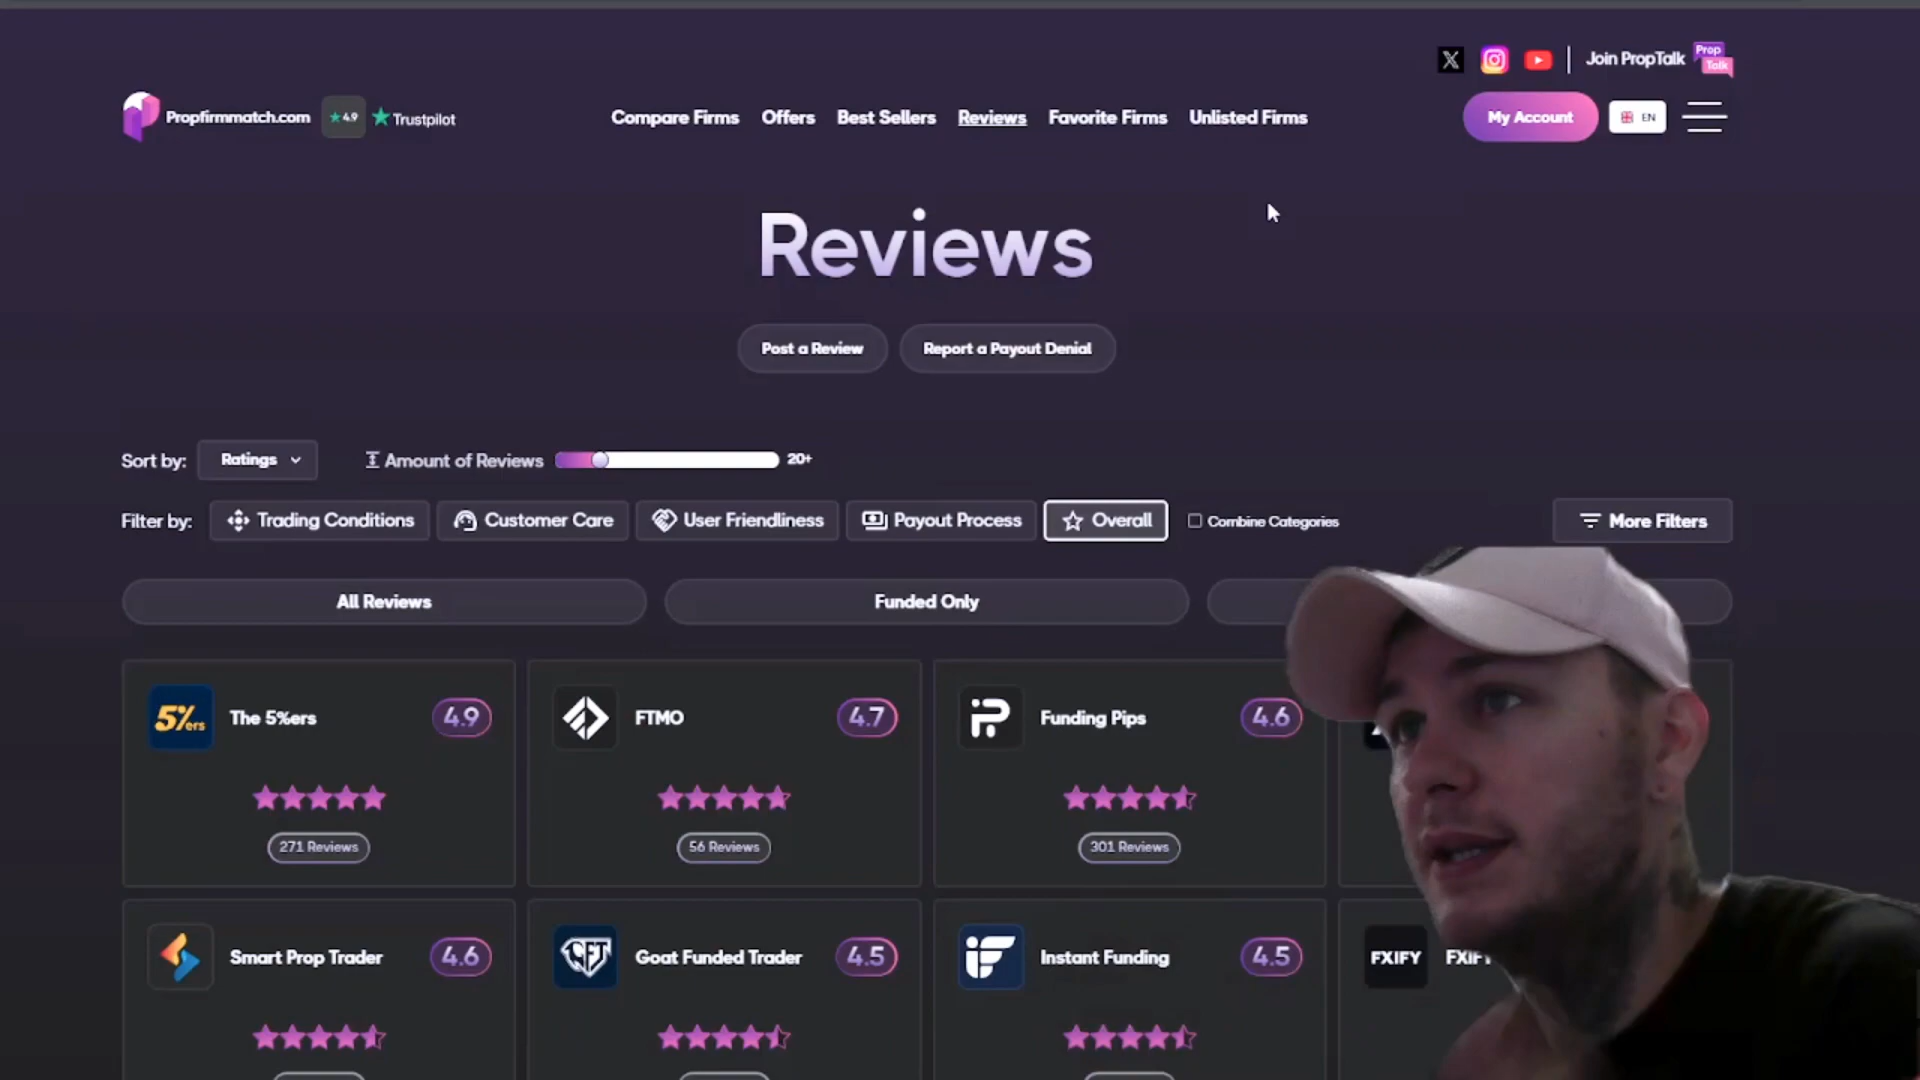 Join PropTalk
Prop
Talk
Propfirmmatch.com
4.9
Trustpilot
Compare Firms
Offers
Best Sellers
Reviews
Favorite Firms
Unlisted Firms
My Account
EN
Reviews
Post a Review
Report a Payout Denial
Sort by:
Ratings
Amount of Reviews
20+
Filter by:
Trading Conditions
Customer Care
User Friendliness
Payout Process
Overall
Combine Categories
More Filters
All Reviews
Funded Only
5%ers
The 5%ers
4.9
FTMO
4.7
Funding Pips
4.6
271 Reviews
56 Reviews
301 Reviews
Smart Prop Trader
4.6
GFT
Goat Funded Trader
4.5
Instant Funding
4.5
FXIFY
FXIFY